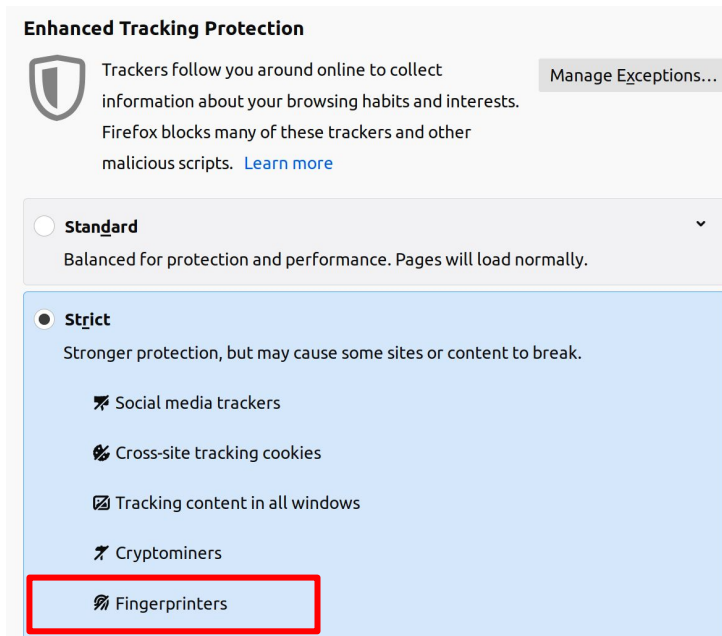 Enhanced Tracking Protection
Trackers follow you around online to collect
information about your browsing habits and interests.
Firefox blocks many of these trackers and other
malicious scripts. Learn more
Manage Exceptions...
Standard
Balanced for protection and performance. Pages will load normally.
Strict
Stronger protection, but may cause some sites or content to break.
Social media trackers
Cross-site tracking cookies
Tracking content in all windows
Cryptominers
Fingerprinters